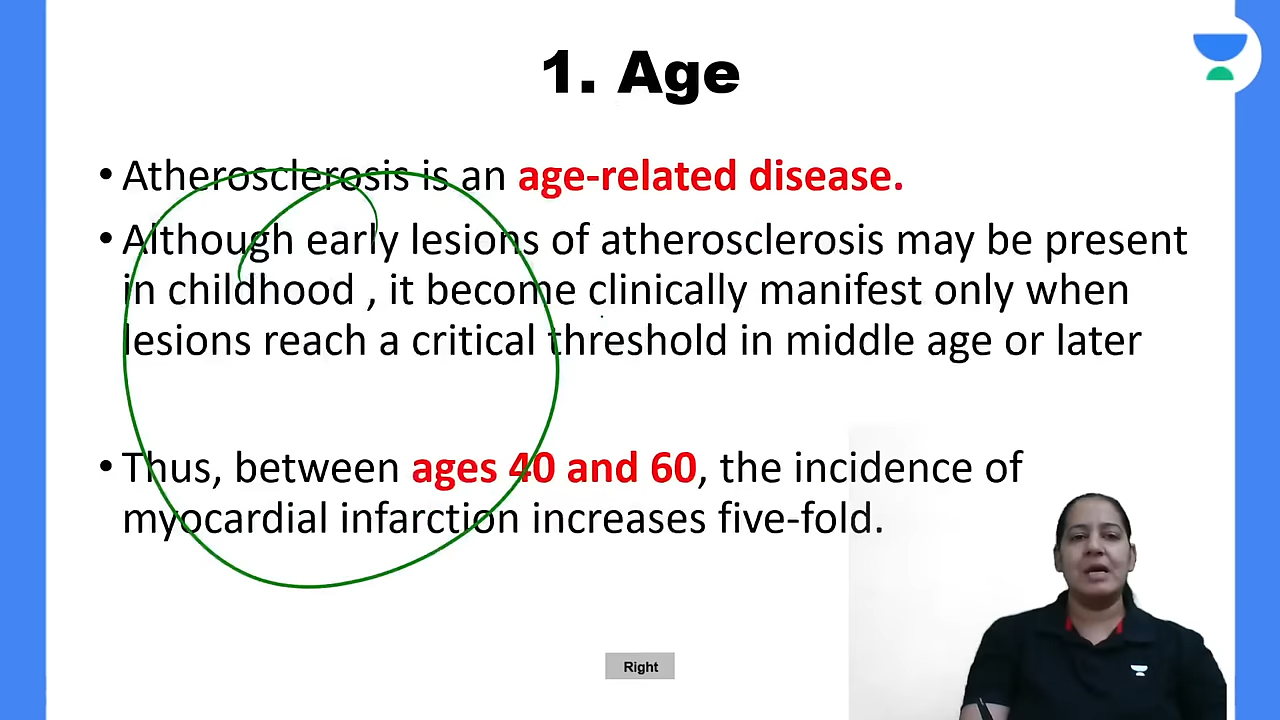 1. Age
• Atherosclerosis is an age-related disease.
• Although early lesions of atherosclerosis may be present
in childhood , it become clinically manifest only when
lesions reach a critical threshold in middle age or later
• Thus, between ages 40 and 60, the incidence of
myocardial infarction increases five-fold.
Right